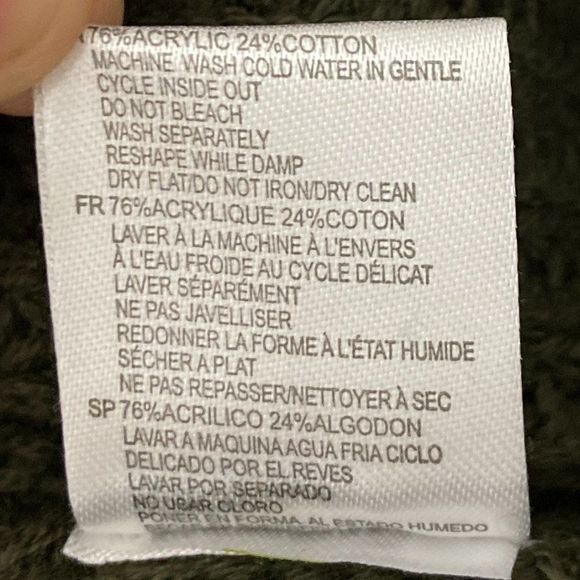 76%ACRYLIC 24%COTTON
MACHINE WASH COLD WATER IN GENTLE
CYCLE INSIDE OUT
DO NOT BLEACH
WASH SEPARATELY
RESHAPE WHILE DAMP
DRY FLAT/DO NOT IRON/DRY CLEAN
FR 76%ACRYLIQUE 24%COTON
LAVER À LA MACHINE À L'ENVERS
À L'EAU FROIDE AU CYCLE DÉLICAT
LAVER SÉPARÉMENT
NE PAS JAVELLISER
REDONNER LA FORME À L'ÉTAT HUMIDE
SÉCHER A PLAT
NE PAS REPASSER/NETTOYER À SEC
SP 76%ACRILICO 24%ALGODON
LAVAR A MAQUINA AGUA FRIA CICLO
DELICADO POR EL REVES
LAVAR POR SEPARADO
NO USAR CLORO
PONER EN FORMA AL ESTADO HUMEDO